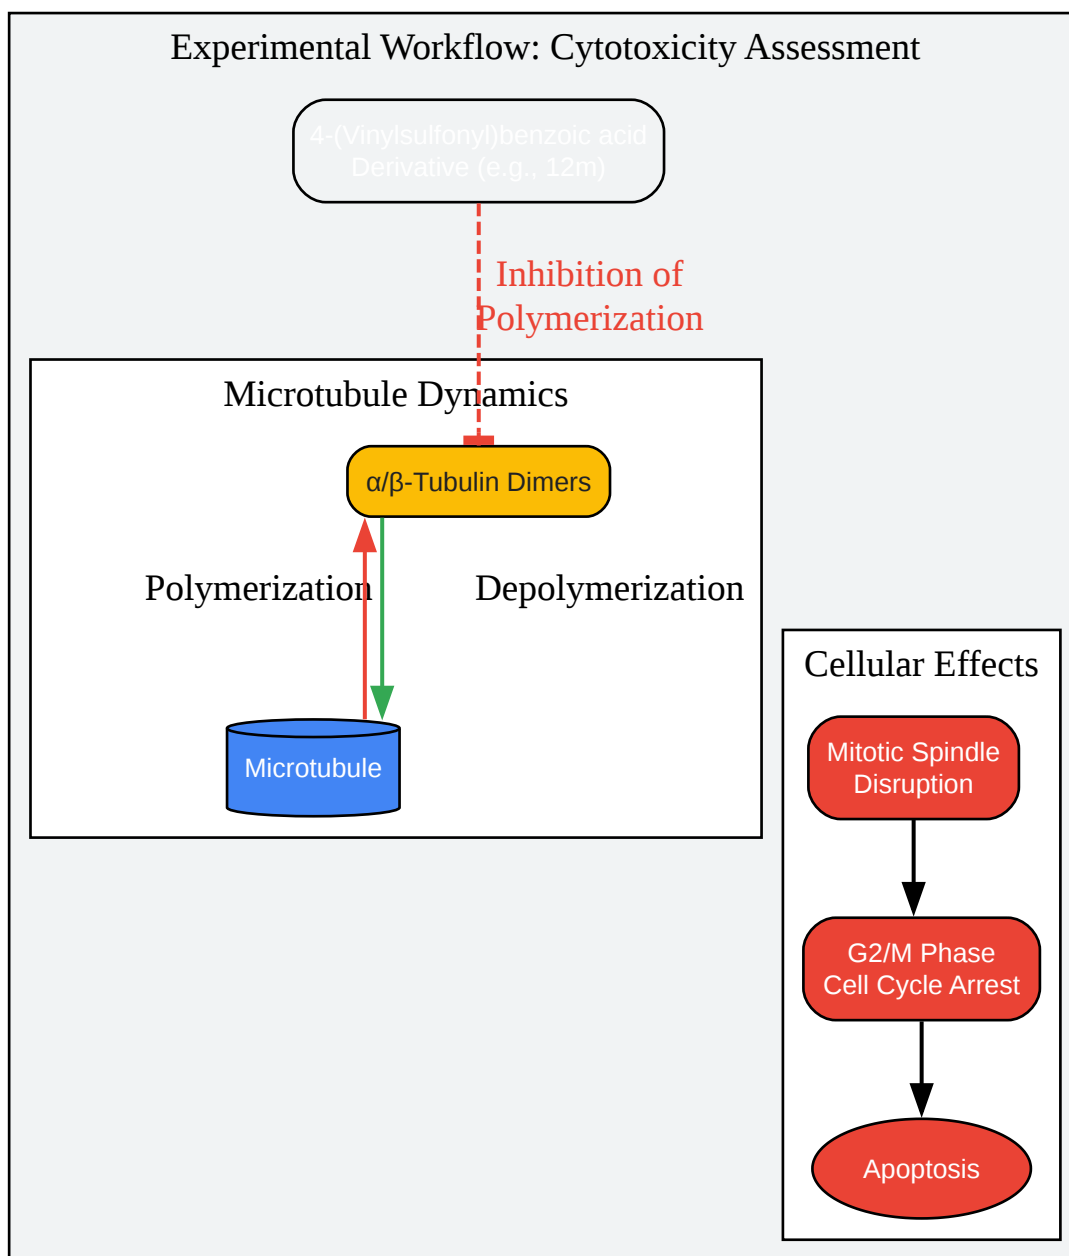 Experimental Workflow: Cytotoxicity Assessment
4-(Vinylsulfonyl)benzoic acid
Derivative (e.g., 12m)
Inhibition of
Polymerization
Microtubule Dynamics
α/β-Tubulin Dimers
Polymerization
Depolymerization
Microtubule
Cellular Effects
Mitotic Spindle
Disruption
G2/M Phase
Cell Cycle Arrest
Apoptosis